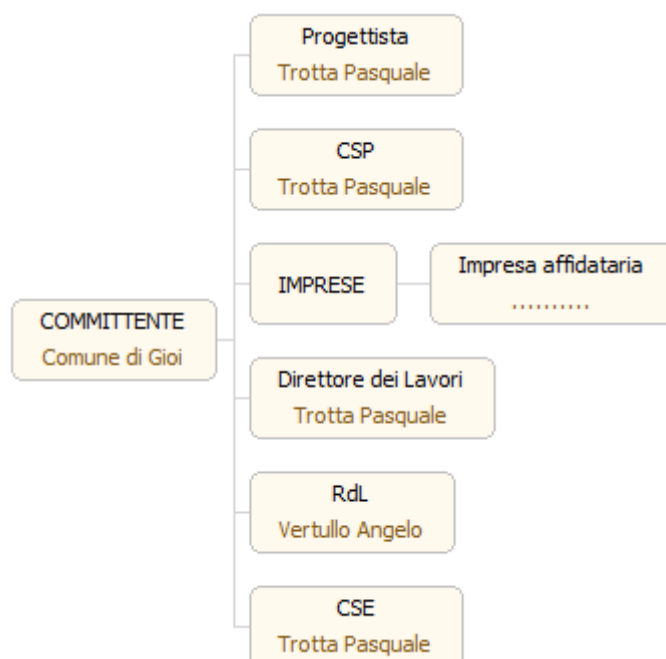 Progettista
Trotta Pasquale
CSP
Trotta Pasquale
IMPRESE
Impresa affidataria
..........
COMMITTENTE
Comune di Gioi
Direttore dei Lavori
Trotta Pasquale
RdL
Vertullo Angelo
CSE
Trotta Pasquale